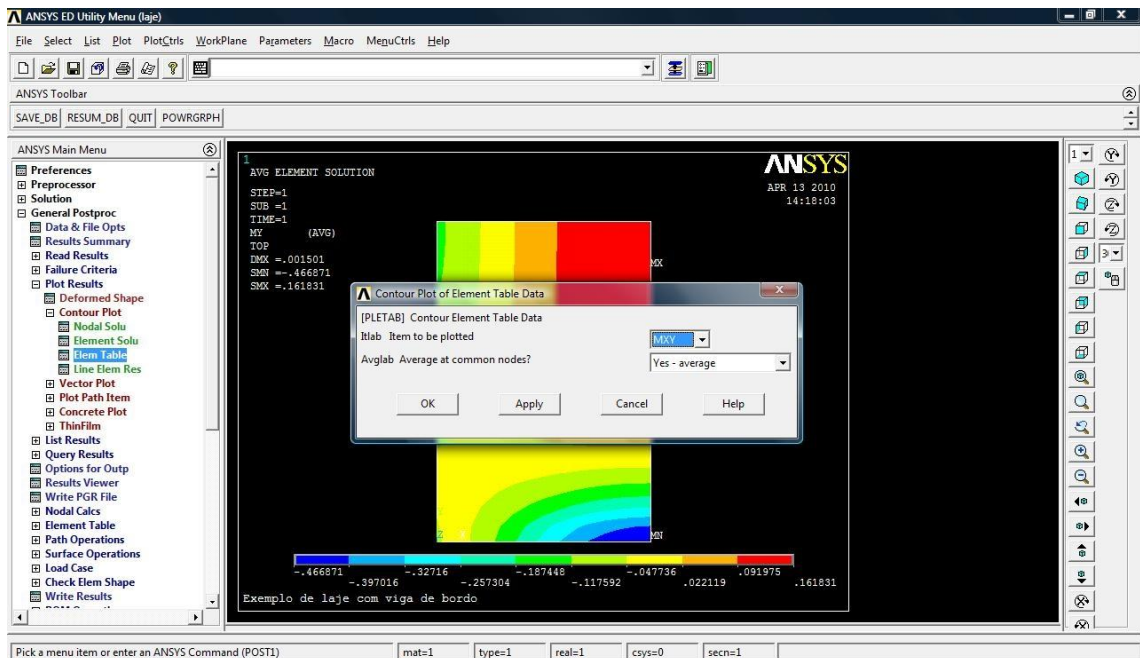 ANSYS ED Utility Menu (laje)
File Select List Plot PlotCtrls WorkPlane Parameters Macro MenuCtrls Help
ANSYS Toolbar
SAVE_DB RESUM_DB QUIT POWRGRPH
ANSYS Main Menu
Preferences
Preprocessor
Solution
General Postproc
Data & File Opts
Results Summary
Read Results
Failure Criteria
Plot Results
Deformed Shape
Contour Plot
Nodal Solu
Element Solu
Elem Table
Line Elem Res
Vector Plot
Plot Path Item
Concrete Plot
ThinFilm
List Results
Query Results
Options for Outp
Results Viewer
Write PGR File
Nodal Calcs
Element Table
Path Operations
Surface Operations
Load Case
Check Elem Shape
Write Results
1
AVG ELEMENT SOLUTION
STEP=1
SUB =1
TIME=1
MY (AVG)
TOP
DMX =.001501
SMN =-.466871
SMX =.161831
ANSYS
APR 13 2010
14:18:03
MX
Contour Plot of Element Table Data
[PLETAB] Contour Element Table Data
Itlab Item to be plotted
MXY
Avglab Average at common nodes?
Yes - average
OK Apply Cancel Help
Z
MN
-.466871 -.32716 -.187448 -.047736 .091975
-.397016 -.257304 -.117592 .022119 .161831
Exemplo de laje com viga de bordo
1
3
Pick a menu item or enter an ANSYS Command (POST1)
mat=1 type=1 real=1 csys=0 secn=1